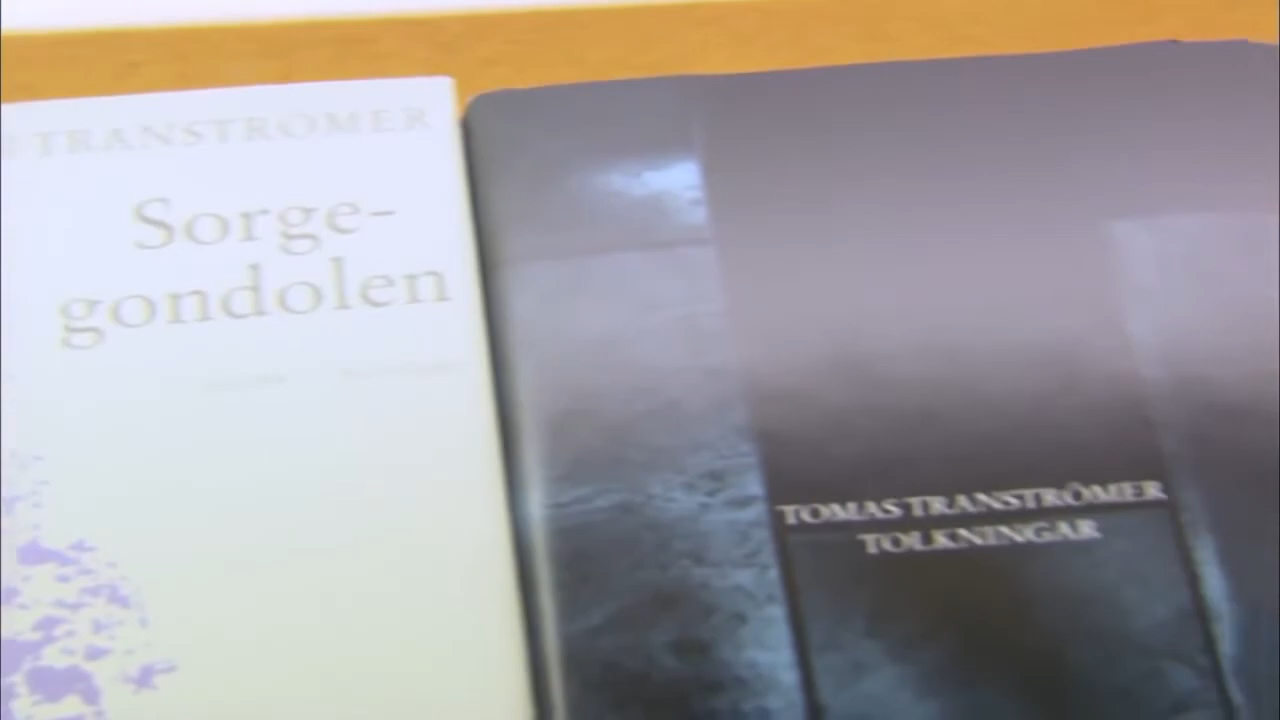 TRANSTRÖMER
Sorge-
gondolen
TOMAS TRANSTRÖMER
TOLKNINGAR